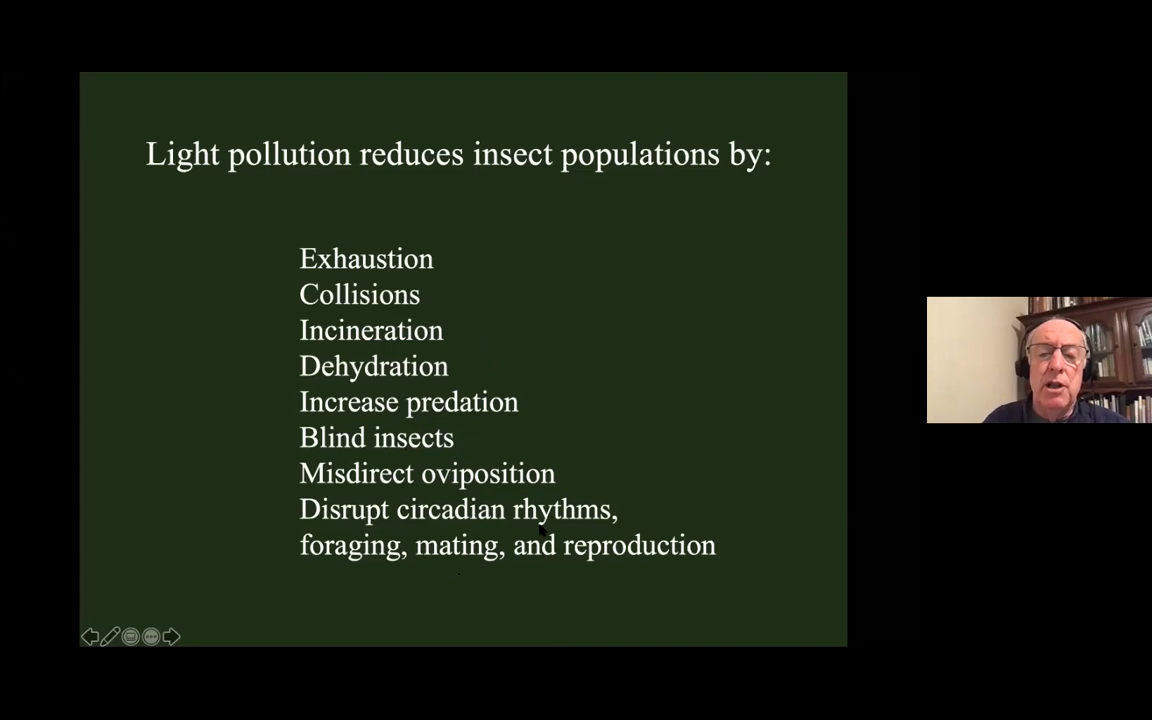 Light pollution reduces insect populations by:
Exhaustion
Collisions
Incineration
Dehydration
Increase predation
Blind insects
Misdirect oviposition
Disrupt circadian rhythms,
foraging, mating, and reproduction